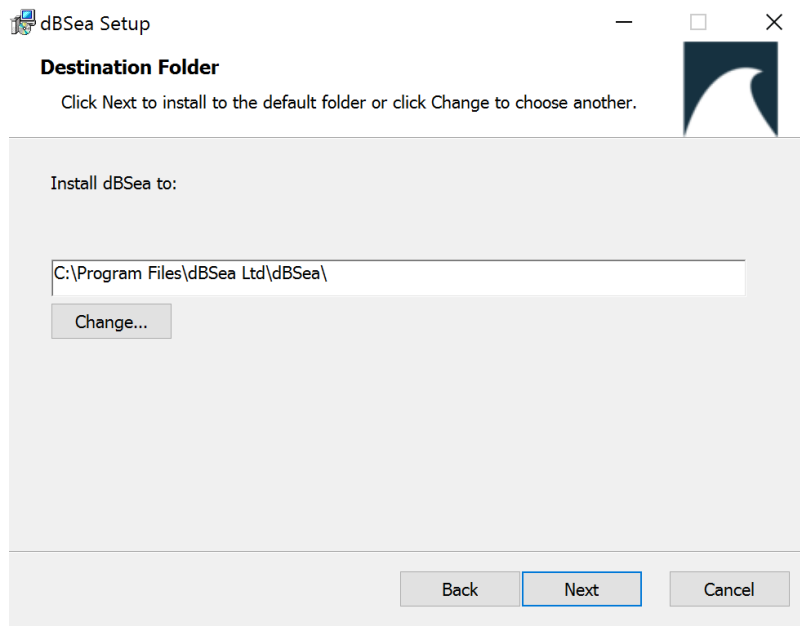 dBSea Setup
Destination Folder
Click Next to install to the default folder or click Change to choose another.
Install dBSea to:
C:\Program Files\dBSea Ltd\dBSea\
Change...
Back
Next
Cancel